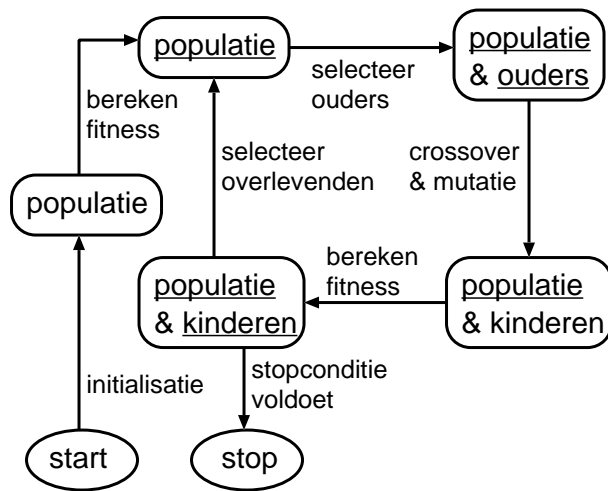 populatie
selecteer
ouders
populatie
& ouders
bereken
fitness
selecteer
overlevenden
crossover
& mutatie
populatie
bereken
fitness
populatie
& kinderen
populatie
& kinderen
initialisatie
stopconditie
voldoet
start
stop